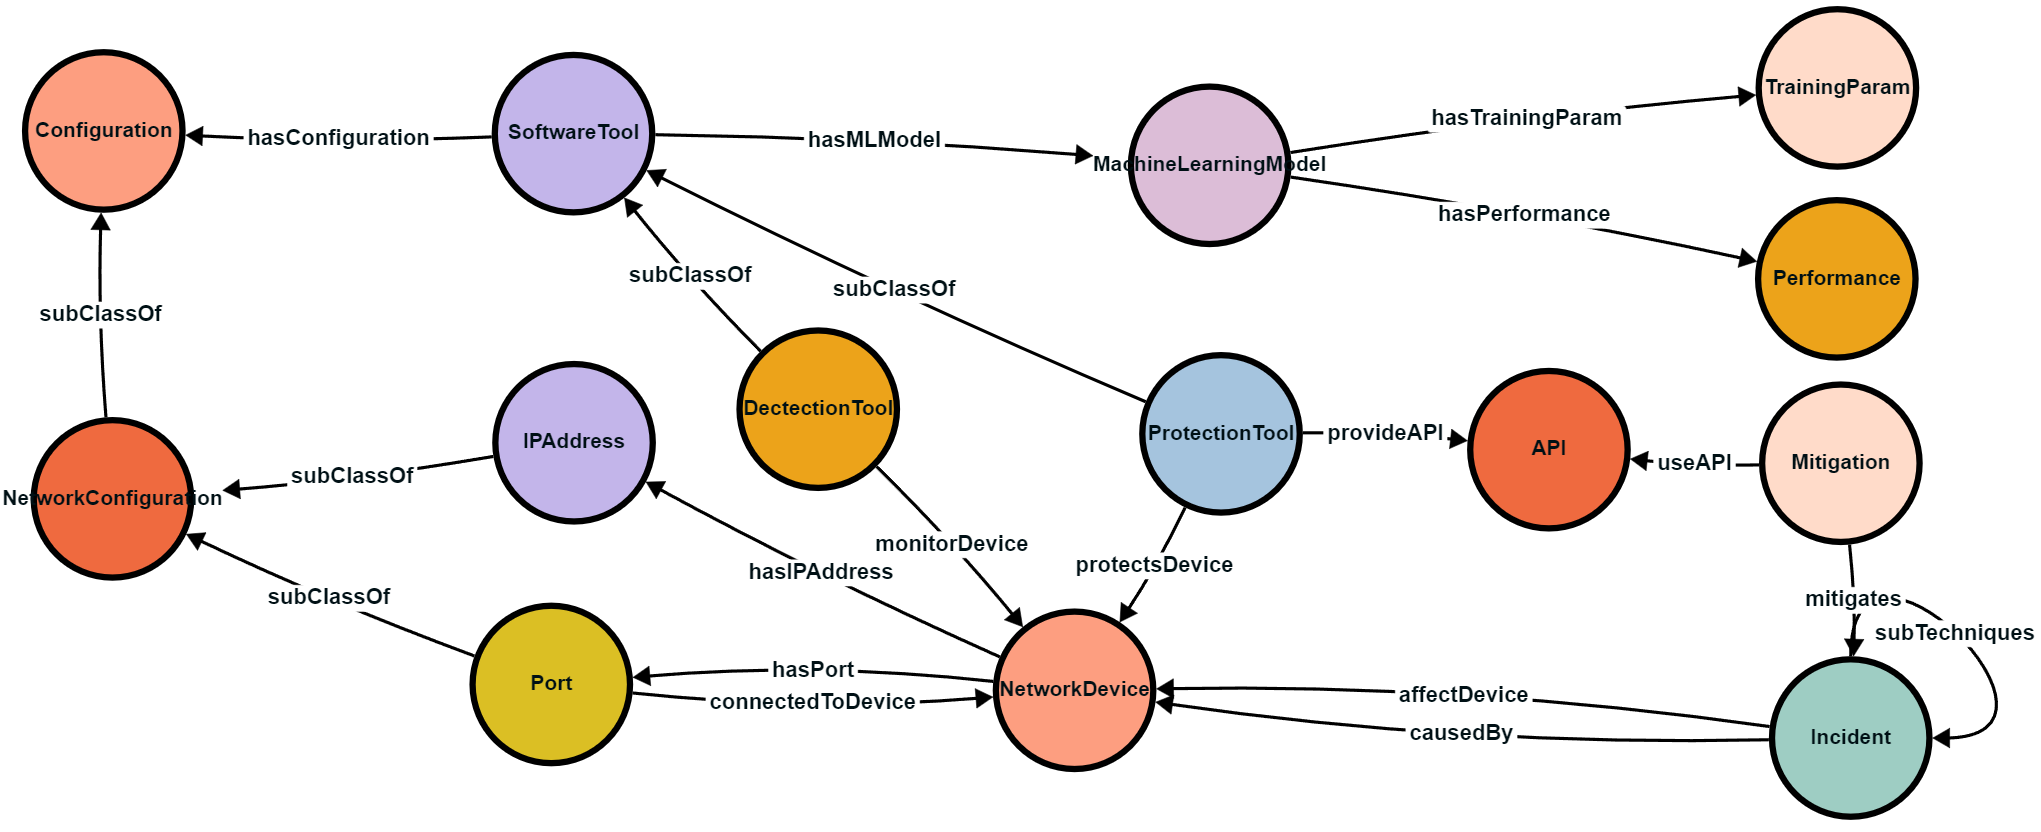 TrainingParam
hasTrainingParam
Configuration
hasConfiguration
SoftwareTool
hasMLModel
MachineLearningModel
hasPerformance
Performance
subClassOf
subClassOf
subClassOf
DectectionTool
ProtectionTool
provideAPI
API
useAPI
Mitigation
IPAddress
subClassOf
NetworkConfiguration
monitorDevice
hasIPAddress
protectsDevice
subClassOf
mitigates
subTechniques
Port
hasPort
connectedToDevice
NetworkDevice
affectDevice
causedBy
Incident